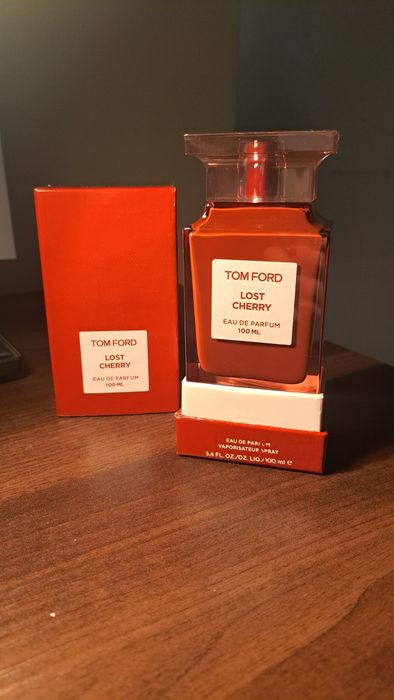 TOM FORD
LOST
CHERRY
EAU DE PARFUM
100 ML
TOM FORD
LOST
CHERRY
EAU DE PARFUM
100 ML
EAU DE PARFUM
VAPORISATEUR SPRAY
3.4 FL. OZ./OZ. LIQ/100 ml e